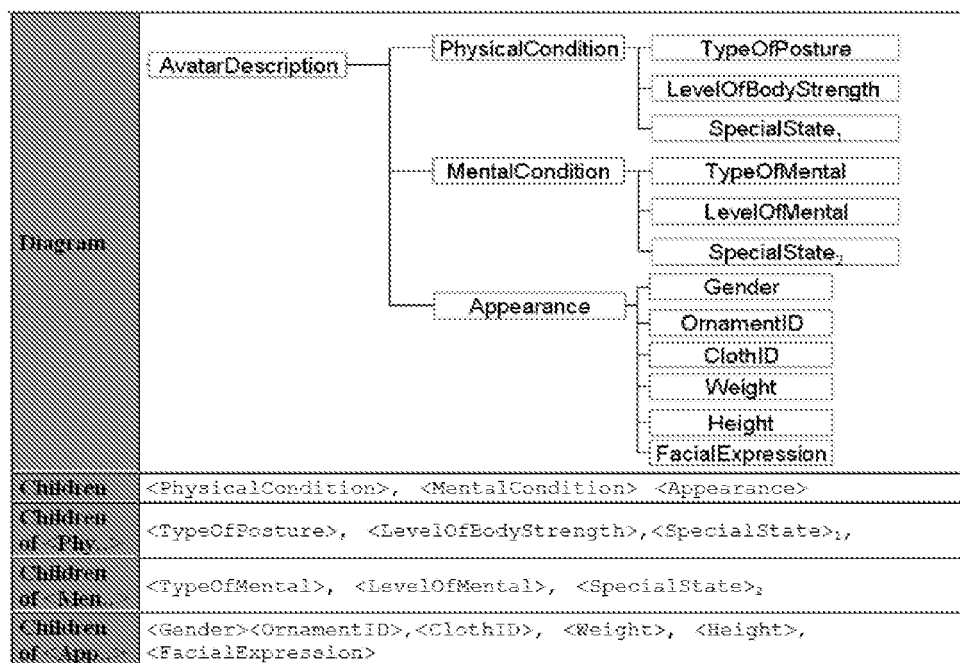 AvatarDescription
PhysicalCondition
TypeOfPosture
LevelOfBodyStrength
SpecialState₁
MentalCondition
TypeOfMental
LevelOfMental
SpecialState₂
Diagram
Appearance
Gender
OrnamentID
ClothID
Weight
Height
FacialExpression
Children <PhysicalCondition>, <MentalCondition> <Appearance>
Children of Phy... <TypeOfPosture>, <LevelOfBodyStrength>,<SpecialState>₁,
Children of Men... <TypeOfMental>, <LevelOfMental>, <SpecialState>₂
Children of App... <Gender><OrnamentID>,<ClothID>, <Weight>, <Height>,
<FacialExpression>